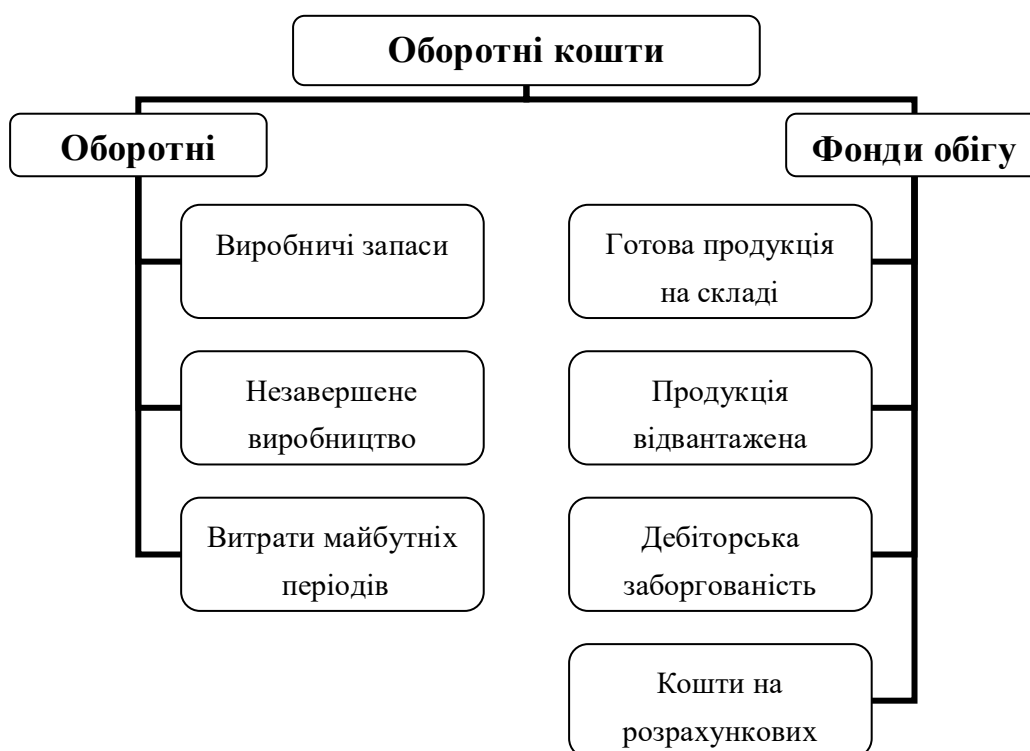 Оборотні кошти
Оборотні
Фонди обігу
Виробничі запаси
Незавершене
виробництво
Витрати майбутніх
періодів
Готова продукція
на складі
Продукція
відвантажена
Дебіторська
заборгованість
Кошти на
розрахункових